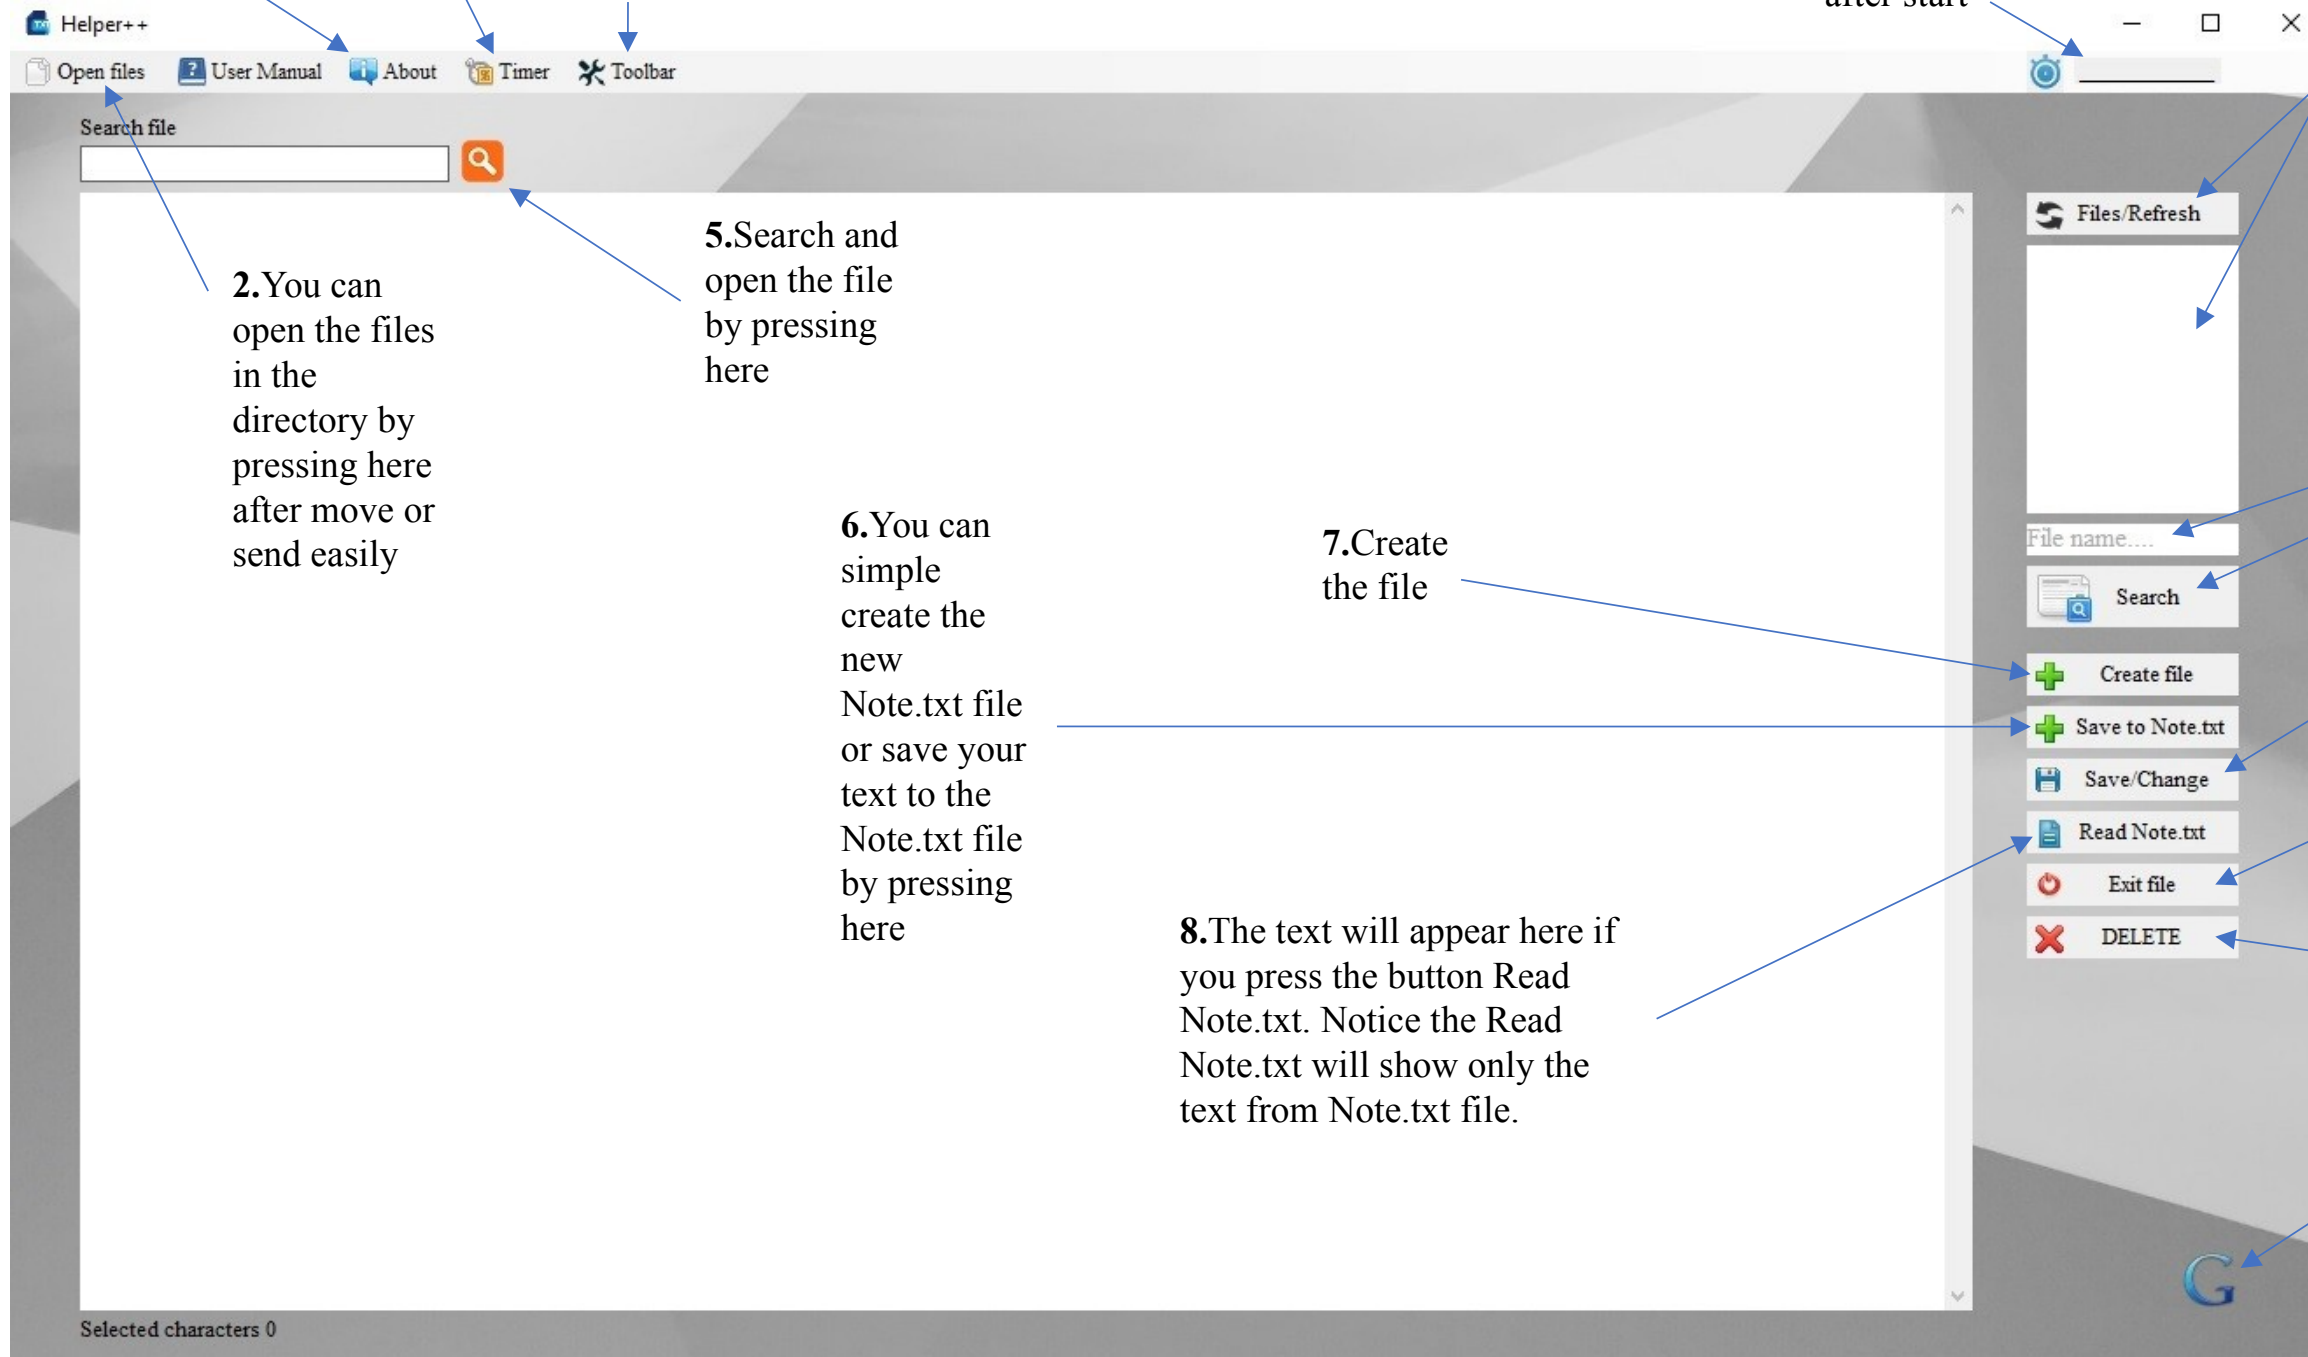 after start
Helper++
Open files User Manual About Timer Toolbar
Search file
Files/Refresh
5.Search and
open the file
by pressing
here
2.You can
open the files
in the
directory by
pressing here
after move or
send easily
6.You can
simple
create the
new
Note.txt file
or save your
text to the
Note.txt file
by pressing
here
7.Create
the file
File name....
Search
Create file
Save to Note.txt
Save/Change
Read Note.txt
Exit file
DELETE
8.The text will appear here if
you press the button Read
Note.txt. Notice the Read
Note.txt will show only the
text from Note.txt file.
G
Selected characters 0